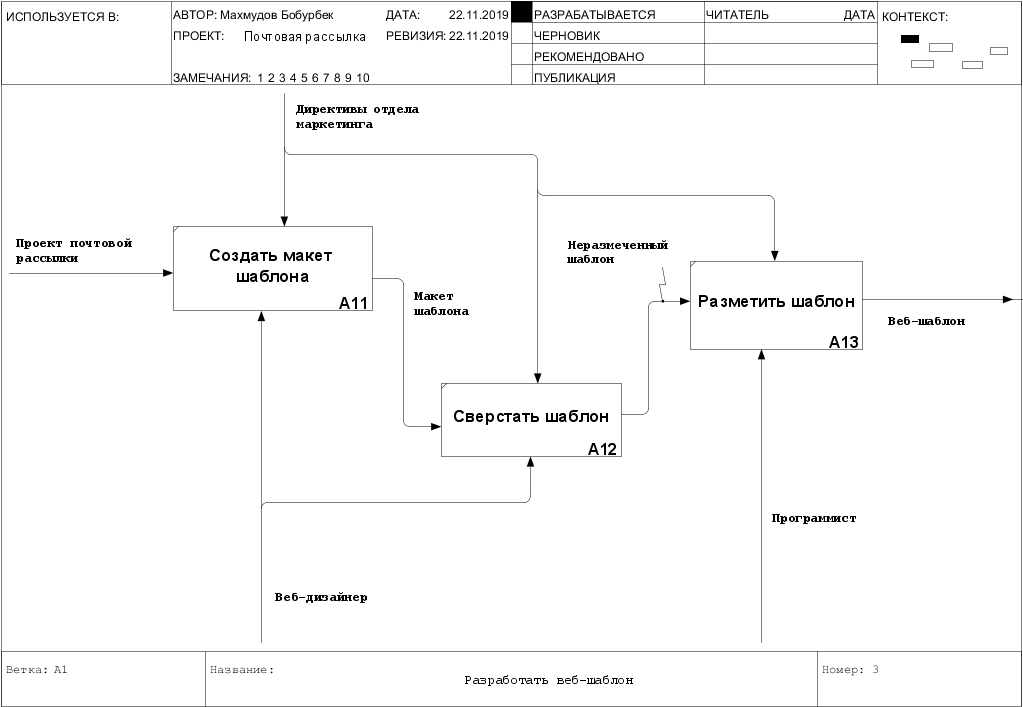 ИСПОЛЬЗУЕТСЯ В:
АВТОР: Махмудов Бобурбек
ДАТА: 22.11.2019
ПРОЕКТ: Почтовая рассылка
РЕВИЗИЯ: 22.11.2019
ЗАМЕЧАНИЯ: 1 2 3 4 5 6 7 8 9 10
РАЗРАБАТЫВАЕТСЯ
ЧЕРНОВИК
РЕКОМЕНДОВАНО
ПУБЛИКАЦИЯ
ЧИТАТЕЛЬ
ДАТА
КОНТЕКСТ:
Директивы отдела
маркетинга
Проект почтовой
рассылки
Создать макет
шаблона
A11
Макет
шаблона
Неразмеченный
шаблон
Разметить шаблон
A13
Веб-шаблон
Сверстать шаблон
A12
Программист
Веб-дизайнер
Ветка: A1
Название:
Разработать веб-шаблон
Номер: 3